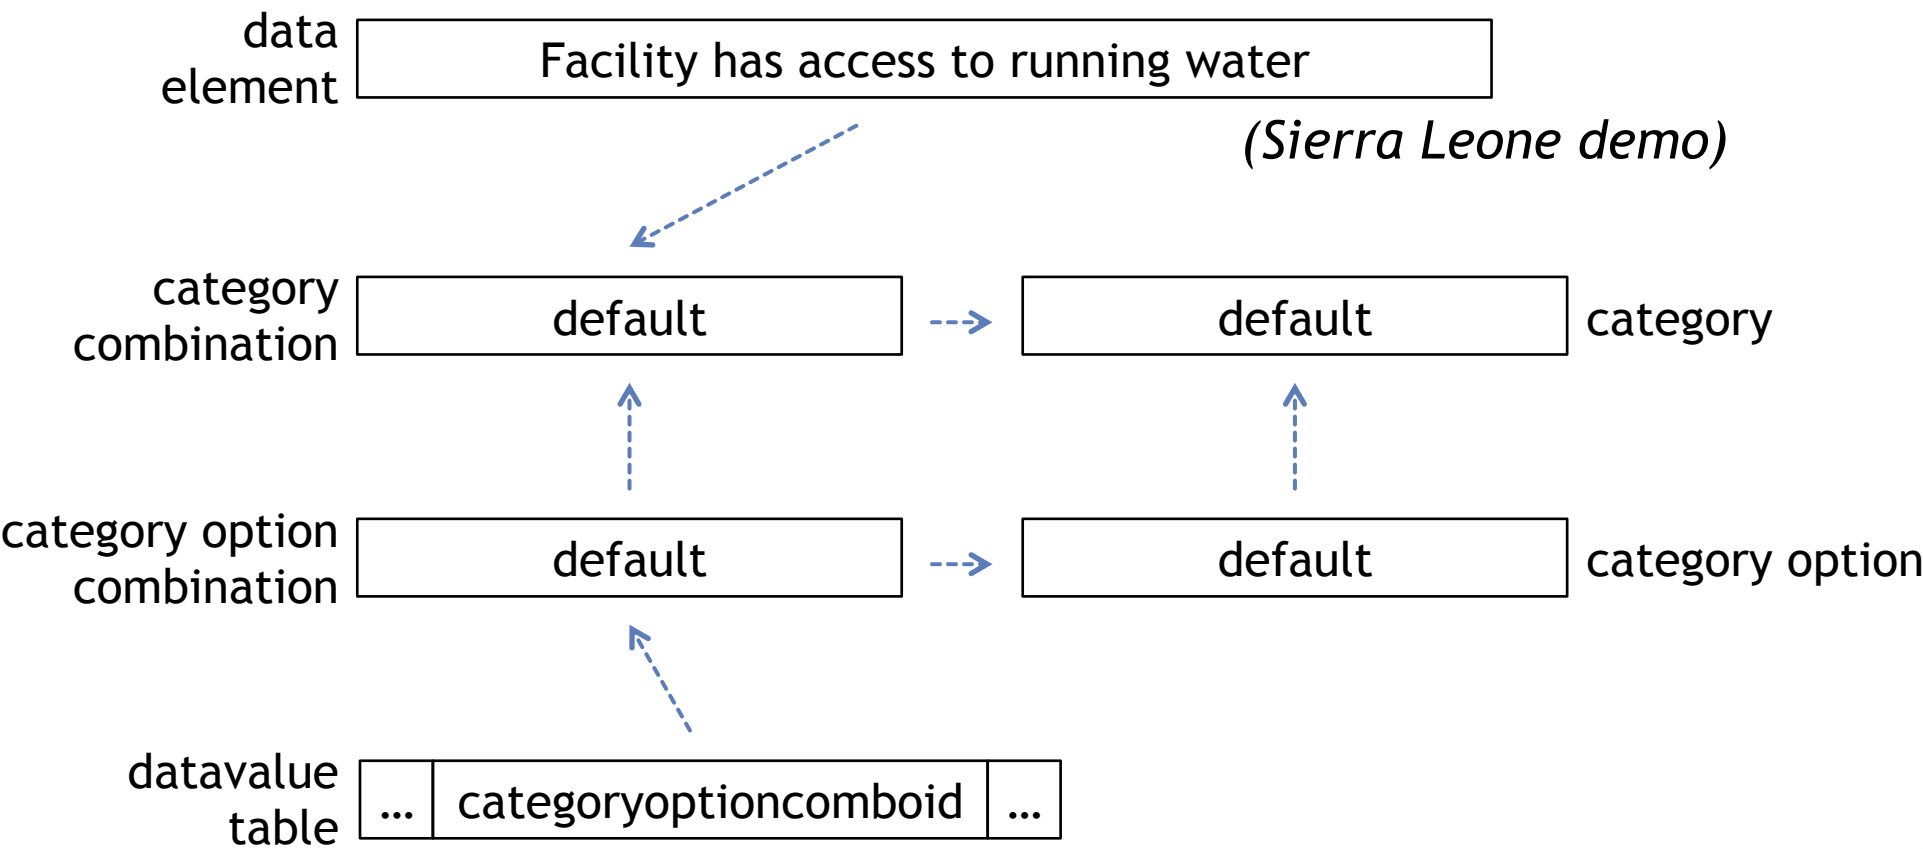 data
element
Facility has access to running water
(Sierra Leone demo)
category
combination
default
default
category
category option
combination
default
default
category option
datavalue
table
... categoryoptioncomboid ...